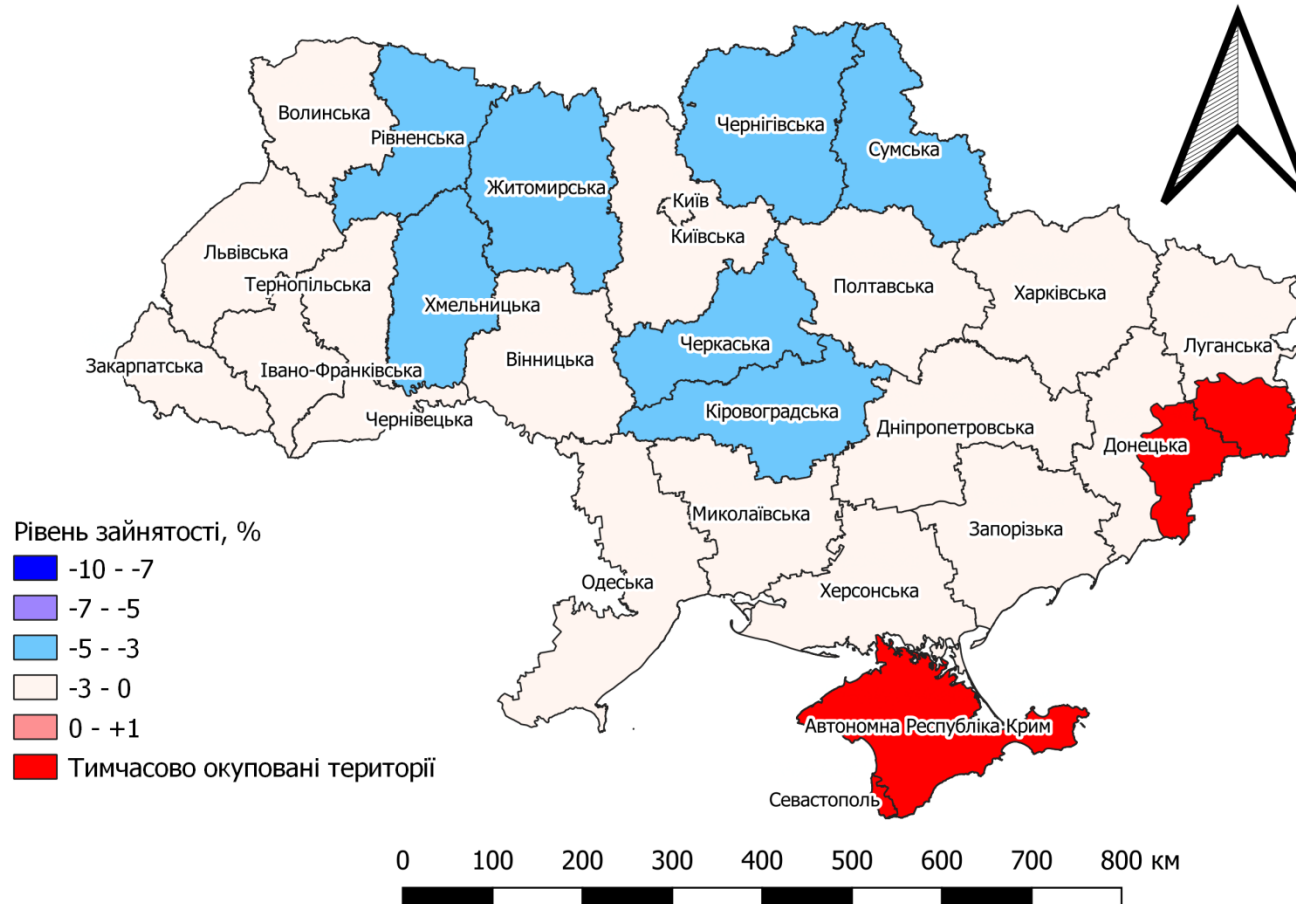 Волинська
Рівненська
Житомирська
Чернігівська
Сумська
Київ
Київська
Львівська
Тернопільська
Хмельницька
Вінницька
Черкаська
Полтавська
Харківська
Луганська
Закарпатська
Івано-Франківська
Чернівецька
Кіровоградська
Дніпропетровська
Донецька
Миколаївська
Запорізька
Одеська
Херсонська
Автономна Республіка Крим
Севастополь
Рівень зайнятості, %
-10 - -7
-7 - -5
-5 - -3
-3 - 0
0 - +1
Тимчасово окуповані території
0 100 200 300 400 500 600 700 800 км